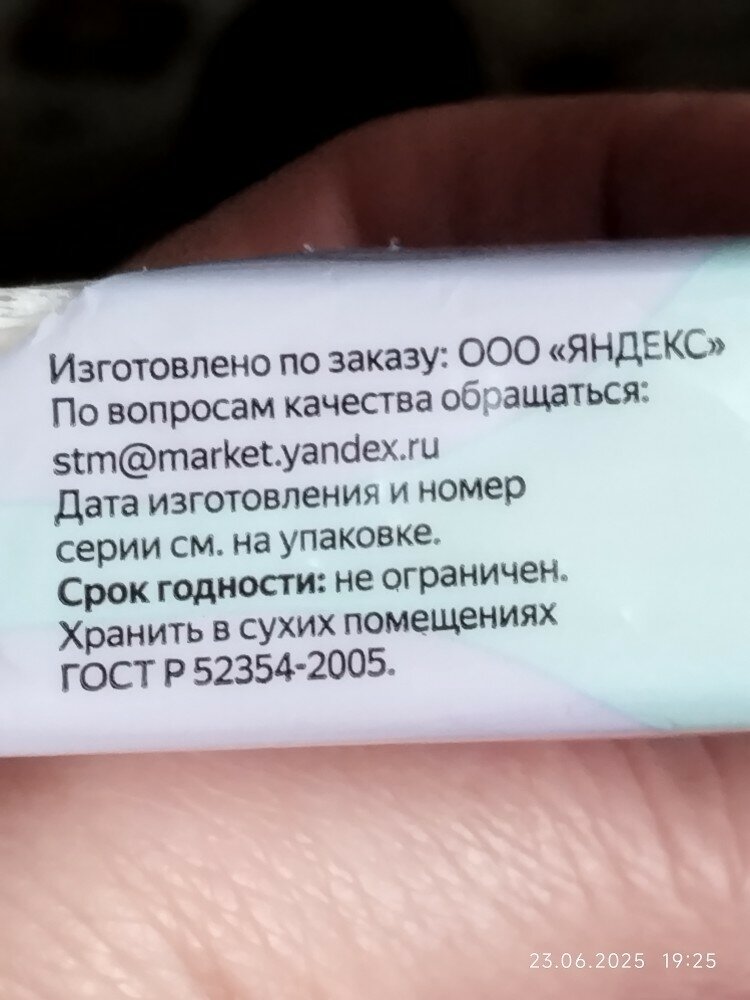 Изготовлено по заказу: ООО «ЯНДЕКС»
По вопросам качества обращаться:
stm@market.yandex.ru
Дата изготовления и номер
серии см. на упаковке.
Срок годности: не ограничен.
Хранить в сухих помещениях
ГОСТ Р 52354-2005.
23.06.2025 19:25